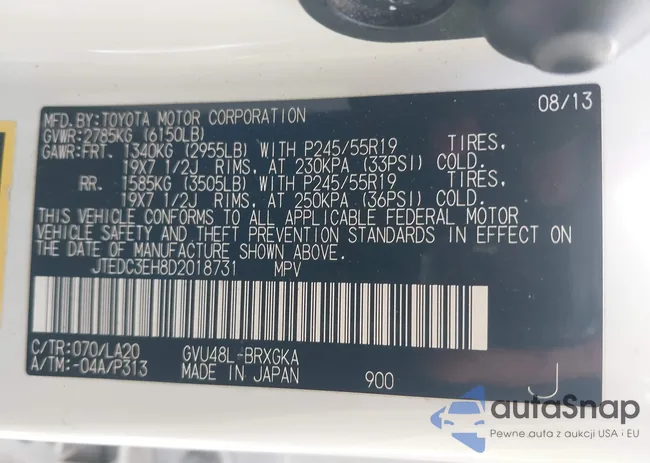 MFD.BY:TOYOTA MOTOR CORPORATION 08/13
GVWR:2785KG (6150LB)
GAWR:FRT. 1340KG (2955LB) WITH P245/55R19 TIRES,
19X7 1/2J RIMS, AT 230KPA (33PSI) COLD.
RR. 1585KG (3505LB) WITH P245/55R19 TIRES,
19X7 1/2J RIMS, AT 250KPA (36PSI) COLD.
THIS VEHICLE CONFORMS TO ALL APPLICABLE FEDERAL MOTOR
VEHICLE SAFETY AND THEFT PREVENTION STANDARDS IN EFFECT ON
THE DATE OF MANUFACTURE SHOWN ABOVE.
JTEDC3EH8D2018731 MPV
C/TR:070/LA20 GVU48L-BRXGKA
A/TM:-04A/P313 MADE IN JAPAN 900 J
autaSnap
Pewne auta z aukcji USA i EU